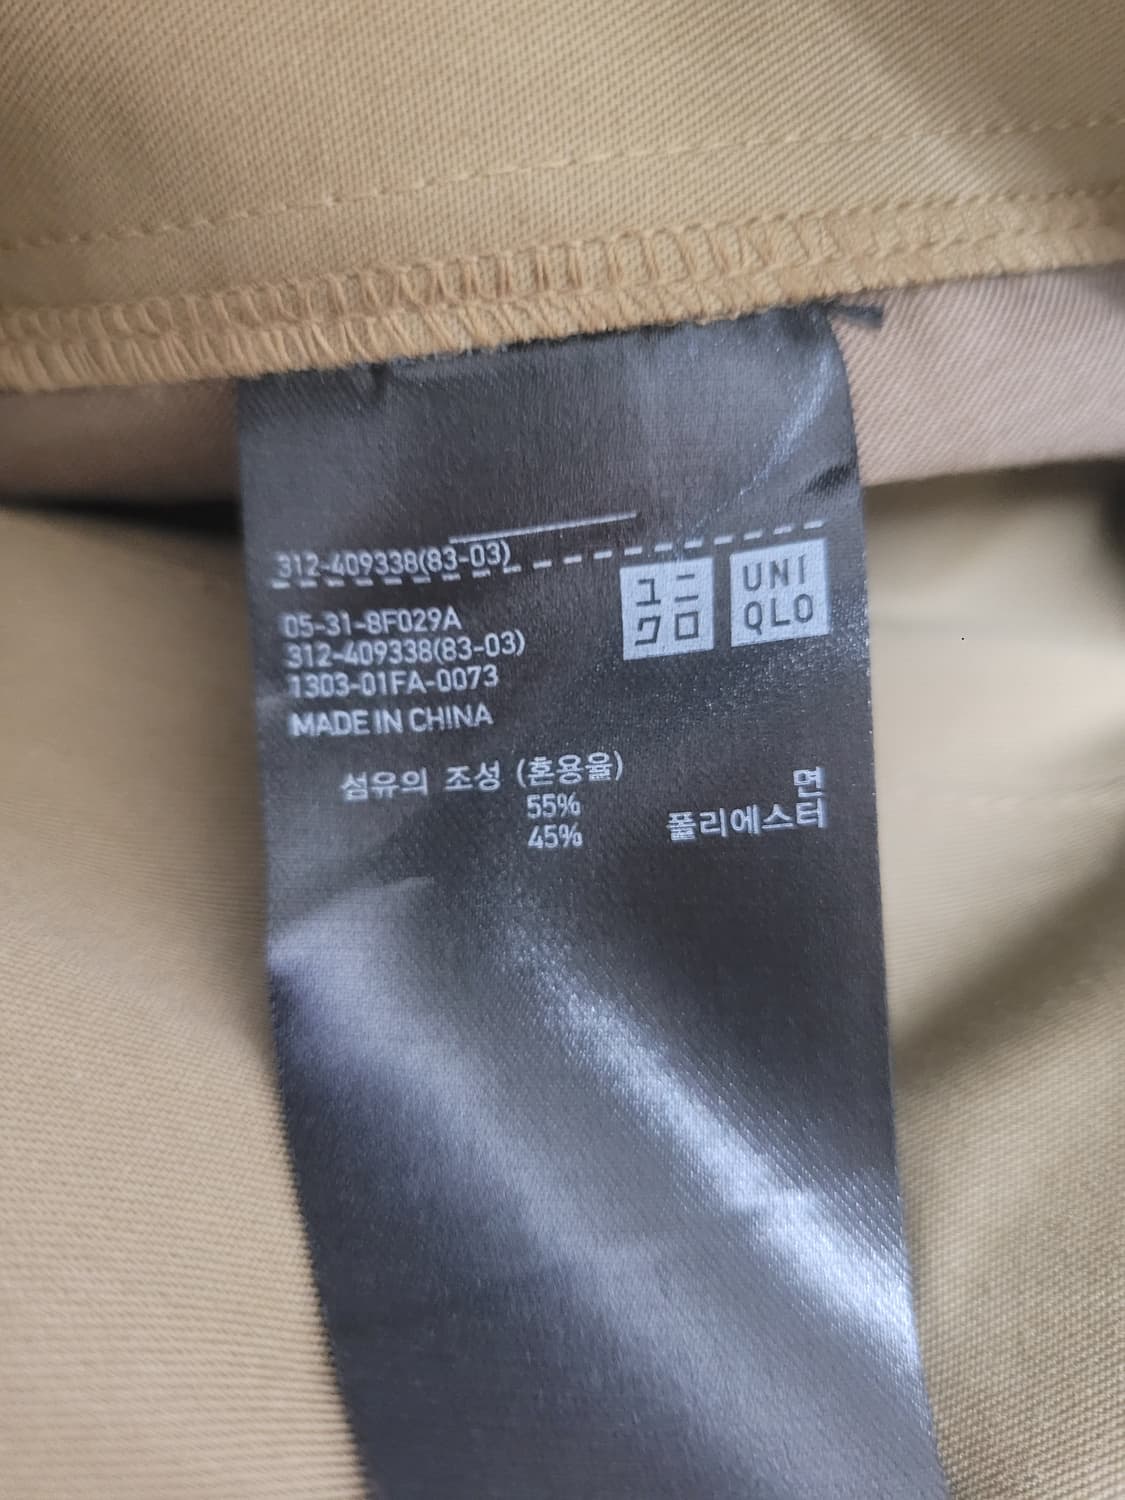 312-409338(83-03)
ユニ
クロ
UNI
QLO
05-31-8F029A
312-409338(83-03)
1303-01FA-0073
MADE IN CHINA
섬유의 조성 (혼용율)
55% 면
45% 폴리에스터